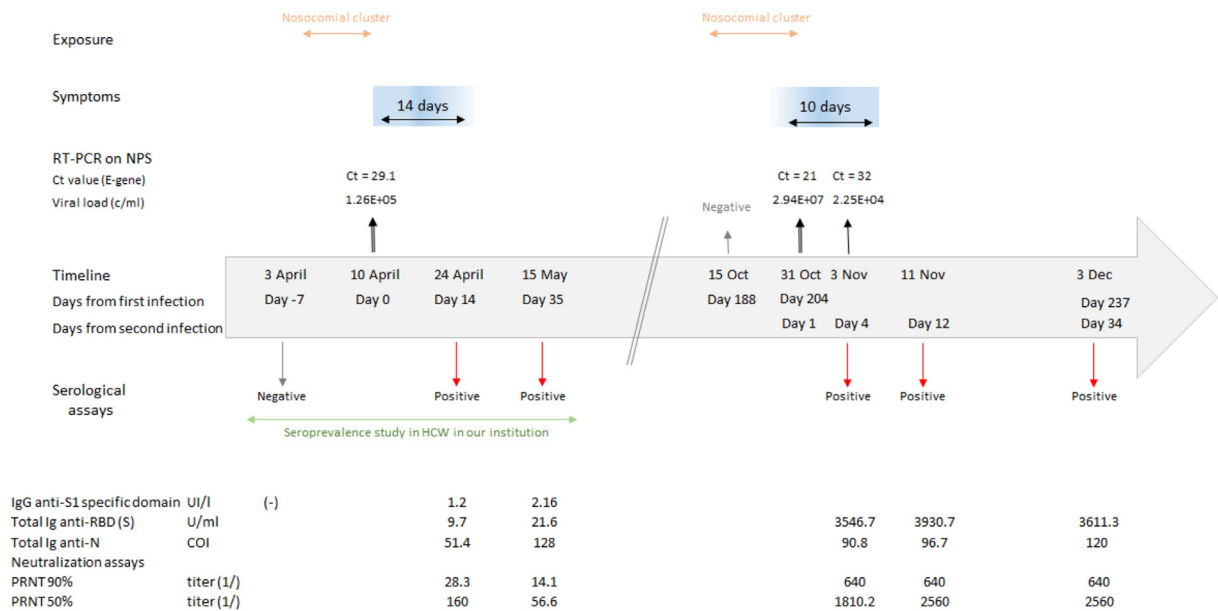 Nosocomial cluster Nosocomial cluster
Exposure
Symptoms
14 days 10 days
RT-PCR on NPS
Ct value (E-gene) Ct = 29.1 Ct = 21 Ct = 32
Viral load (c/ml) 1.26E+05 Negative 2.94E+07 2.25E+04
Timeline 3 April 10 April 24 April 15 May 15 Oct 31 Oct 3 Nov 11 Nov 3 Dec
Days from first infection Day -7 Day 0 Day 14 Day 35 Day 188 Day 204 Day 237
Days from second infection Day 1 Day 4 Day 12 Day 34
Serological Negative Positive Positive Positive Positive Positive
assays
Seroprevalence study in HCW in our institution
IgG anti-S1 specific domain UI/l (-) 1.2 2.16
Total Ig anti-RBD (S) U/ml 9.7 21.6 3546.7 3930.7 3611.3
Total Ig anti-N COI 51.4 128 90.8 96.7 120
Neutralization assays
PRNT 90% titer (1/) 28.3 14.1 640 640 640
PRNT 50% titer (1/) 160 56.6 1810.2 2560 2560